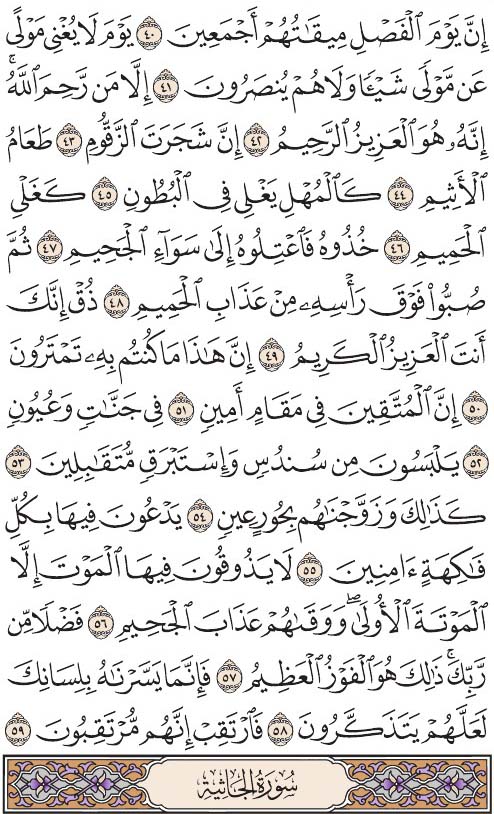 إِنَّ يَوْمَ ٱلْفَصْلِ مِيقَٰتُهُمْ أَجْمَعِينَ ٤٠ يَوْمَ لَا يُغْنِى مَوْلًى
عَن مَّوْلًى شَيْـًٔا وَلَا هُمْ يُنصَرُونَ ٤١ إِلَّا مَن رَّحِمَ ٱللَّهُ ۚ
إِنَّهُۥ هُوَ ٱلْعَزِيزُ ٱلرَّحِيمُ ٤٢ إِنَّ شَجَرَتَ ٱلزَّقُّومِ ٤٣ طَعَامُ
ٱلْأَثِيمِ ٤٤ كَٱلْمُهْلِ يَغْلِى فِى ٱلْبُطُونِ ٤٥ كَغَلْىِ
ٱلْحَمِيمِ ٤٦ خُذُوهُ فَٱعْتِلُوهُ إِلَىٰ سَوَآءِ ٱلْجَحِيمِ ٤٧ ثُمَّ
صُبُّوا۟ فَوْقَ رَأْسِهِۦ مِنْ عَذَابِ ٱلْحَمِيمِ ٤٨ ذُقْ إِنَّكَ
أَنتَ ٱلْعَزِيزُ ٱلْكَرِيمُ ٤٩ إِنَّ هَٰذَا مَا كُنتُم بِهِۦ تَمْتَرُونَ
٥٠ إِنَّ ٱلْمُتَّقِينَ فِى مَقَامٍ أَمِينٍ ٥١ فِى جَنَّٰتٍ وَعُيُونٍ
٥٢ يَلْبَسُونَ مِن سُندُسٍ وَإِسْتَبْرَقٍ مُّتَقَٰبِلِينَ ٥٣
كَذَٰلِكَ وَزَوَّجْنَٰهُم بِحُورٍ عِينٍ ٥٤ يَدْعُونَ فِيهَا بِكُلِّ
فَٰكِهَةٍ ءَامِنِينَ ٥٥ لَا يَذُوقُونَ فِيهَا ٱلْمَوْتَ إِلَّا
ٱلْمَوْتَةَ ٱلْأُولَىٰ ۖ وَوَقَىٰهُمْ عَذَابَ ٱلْجَحِيمِ ٥٦ فَضْلًا مِّن
رَّبِّكَ ۚ ذَٰلِكَ هُوَ ٱلْفَوْزُ ٱلْعَظِيمُ ٥٧ فَإِنَّمَا يَسَّرْنَٰهُ بِلِسَانِكَ
لَعَلَّهُمْ يَتَذَكَّرُونَ ٥٨ فَٱرْتَقِبْ إِنَّهُم مُّرْتَقِبُونَ ٥٩
سُورَةُ الجَاثِيَةِ